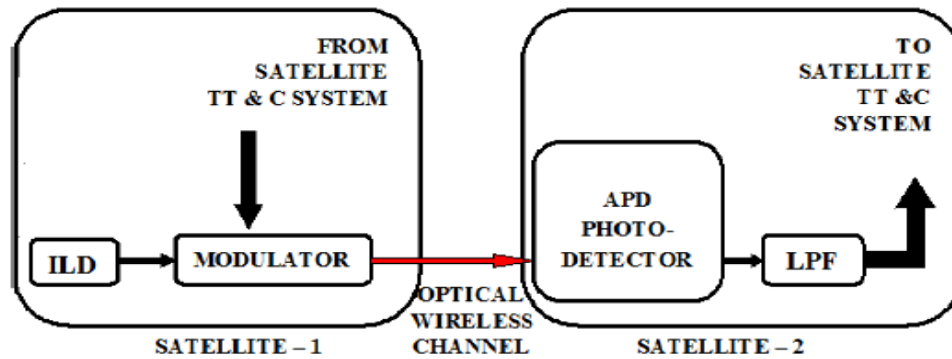 FROM
SATELLITE
TT & C SYSTEM
ILD
MODULATOR
SATELLITE – 1
OPTICAL
WIRELESS
CHANNEL
TO
SATELLITE
TT &C
SYSTEM
APD
PHOTO-
DETECTOR
LPF
SATELLITE – 2